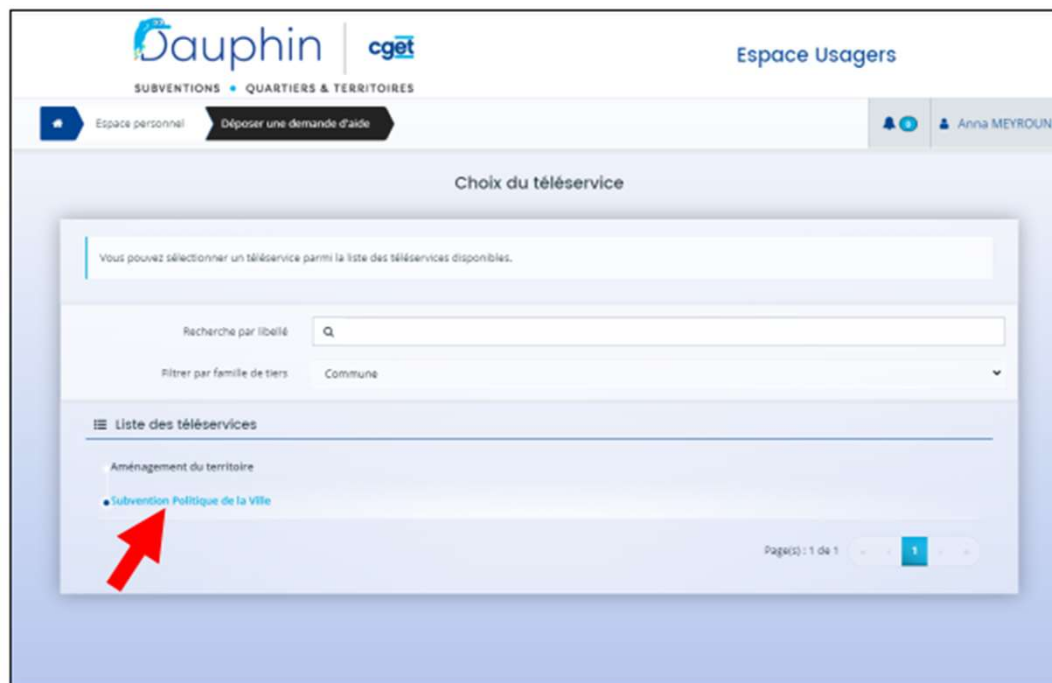 Dauphin cget
SUBVENTIONS • QUARTIERS & TERRITOIRES
Espace Usagers
Espace personnel Déposer une demande d'aide
Anna MEYROUN
Choix du téléservice
Vous pouvez sélectionner un téléservice parmi la liste des téléservices disponibles.
Recherche par libellé
Filtrer par famille de tiers Commune
Liste des téléservices
Aménagement du territoire
Subvention Politique de la Ville
Page(s) : 1 de 1 « ‹ 1 › »